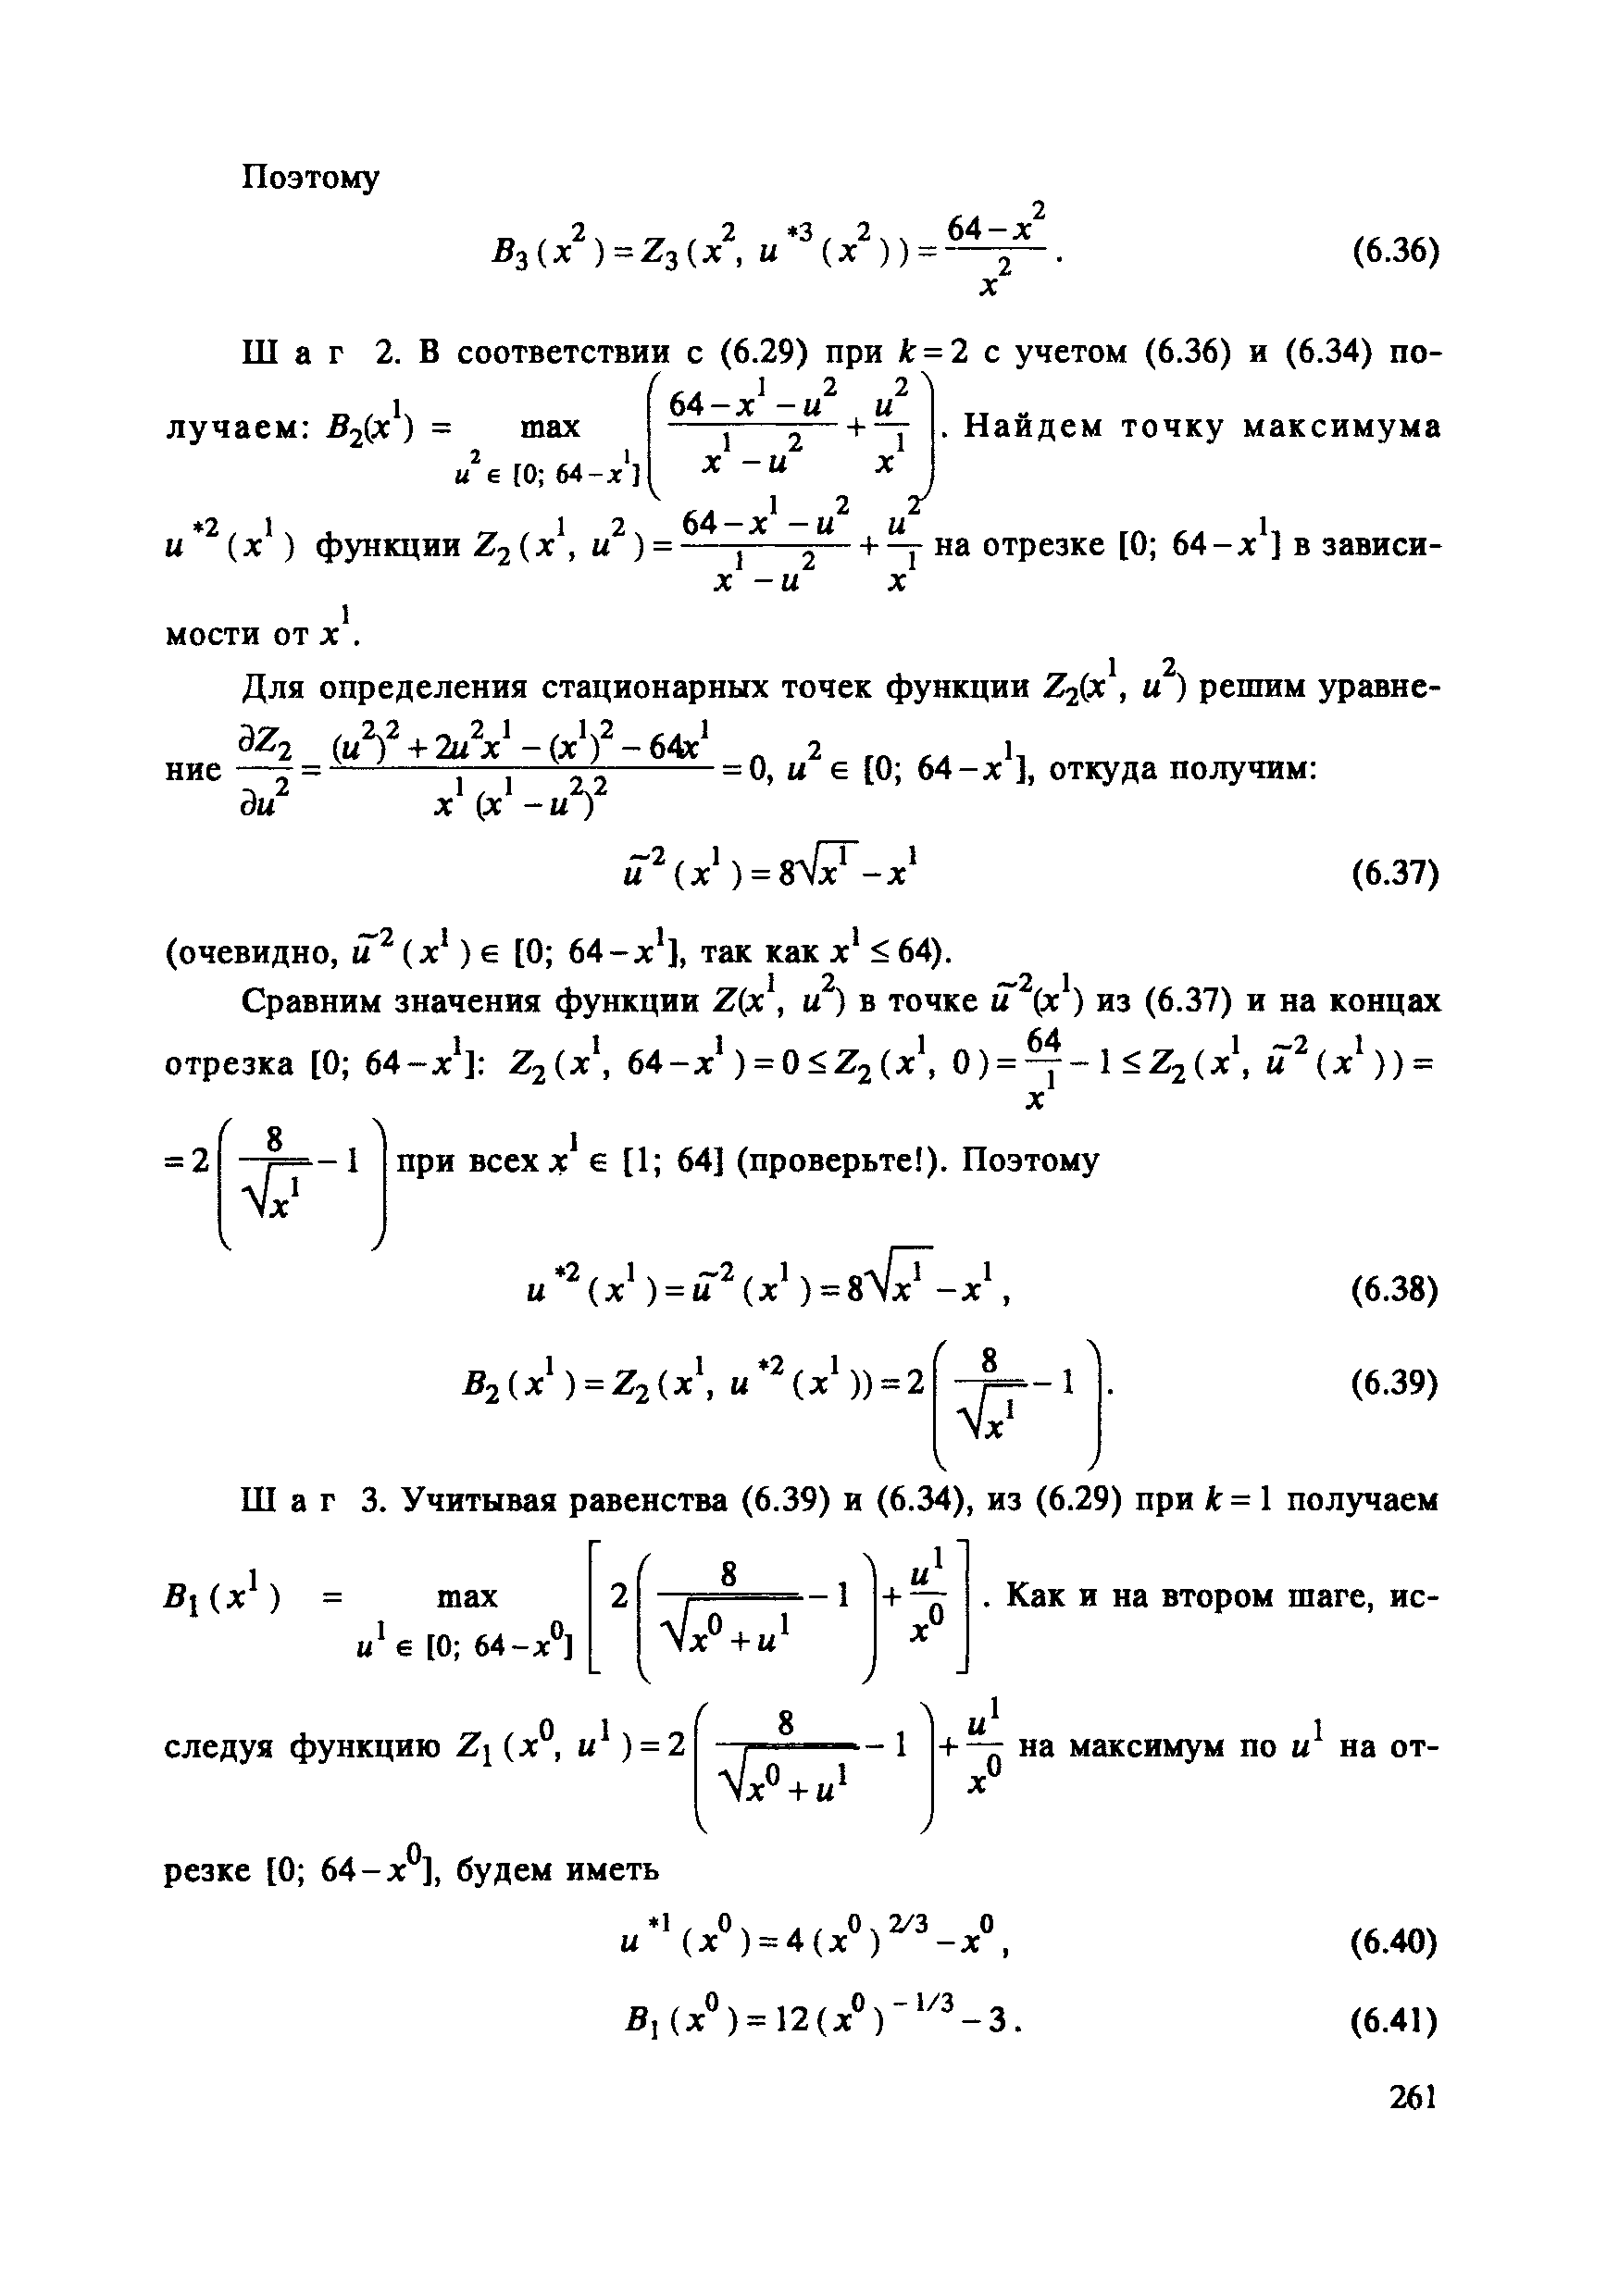 Поэтому
B₃(x²) = Z₃(x², u*³(x²)) = (64 − x²)/x². (6.36)
Ш а г 2. В соответствии с (6.29) при k = 2 с учетом (6.36) и (6.34) по-
лучаем: B₂(x¹) = max_{u² ∈ [0; 64 − x¹]} ((64 − x¹ − u²)/(x¹ − u²) + u²/x¹). Найдем точку максимума
u*²(x¹) функции Z₂(x¹, u²) = (64 − x¹ − u²)/(x¹ − u²) + u²/x¹ на отрезке [0; 64 − x¹] в зависи-
мости от x¹.
Для определения стационарных точек функции Z₂(x¹, u²) решим уравне-
ние ∂Z₂/∂u² = ((u²)² + 2u²x¹ − (x¹)² − 64x¹)/(x¹(x¹ − u²)²) = 0, u² ∈ [0; 64 − x¹], откуда получим:
ũ²(x¹) = 8√x¹ − x¹ (6.37)
(очевидно, ũ²(x¹) ∈ [0; 64 − x¹], так как x¹ ≤ 64).
Сравним значения функции Z(x¹, u²) в точке ũ²(x¹) из (6.37) и на концах
отрезка [0; 64 − x¹]: Z₂(x¹, 64 − x¹) = 0 ≤ Z₂(x¹, 0) = 64/x¹ − 1 ≤ Z₂(x¹, ũ²(x¹)) =
= 2(8/√x¹ − 1) при всех x¹ ∈ [1; 64] (проверьте!). Поэтому
u*²(x¹) = ũ²(x¹) = 8√x¹ − x¹, (6.38)
B₂(x¹) = Z₂(x¹, u*²(x¹)) = 2(8/√x¹ − 1). (6.39)
Ш а г 3. Учитывая равенства (6.39) и (6.34), из (6.29) при k = 1 получаем
B₁(x¹) = max_{u¹ ∈ [0; 64 − x⁰]} [2(8/√(x⁰ + u¹) − 1) + u¹/x⁰]. Как и на втором шаге, ис-
следуя функцию Z₁(x⁰, u¹) = 2(8/√(x⁰ + u¹) − 1) + u¹/x⁰ на максимум по u¹ на от-
резке [0; 64 − x⁰], будем иметь
u*¹(x⁰) = 4(x⁰)^{2/3} − x⁰, (6.40)
B₁(x⁰) = 12(x⁰)^{−1/3} − 3. (6.41)
261